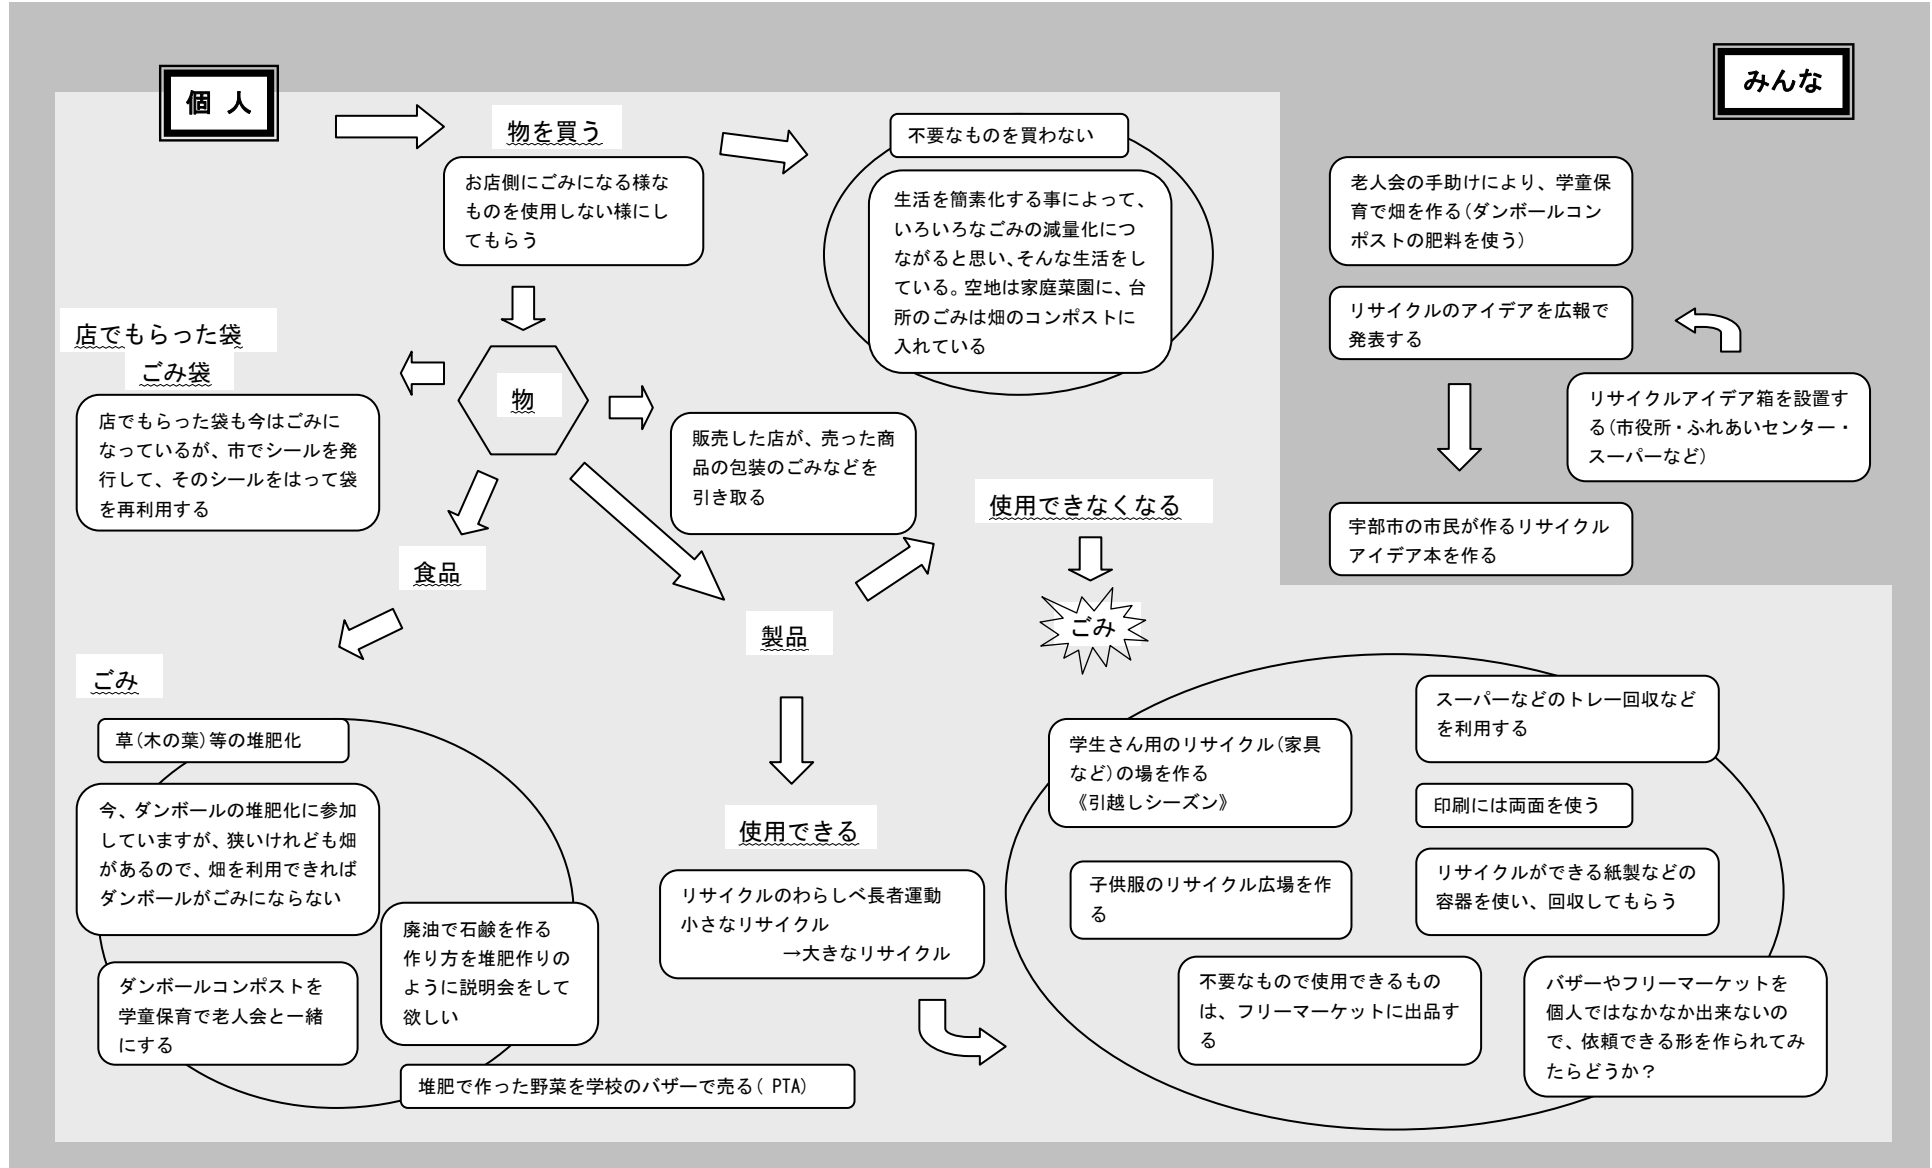 個 人
みんな
物を買う
お店側にごみになる様な
ものを使用しない様にし
てもらう
不要なものを買わない
生活を簡素化する事によって、
いろいろなごみの減量化につ
ながると思い、そんな生活をし
ている。空地は家庭菜園に、台
所のごみは畑のコンポストに
入れている
老人会の手助けにより、学童保
育で畑を作る(ダンボールコン
ポストの肥料を使う)
リサイクルのアイデアを広報で
発表する
リサイクルアイデア箱を設置す
る(市役所・ふれあいセンター・
スーパーなど)
宇部市の市民が作るリサイクル
アイデア本を作る
店でもらった袋
ごみ袋
店でもらった袋も今はごみに
なっているが、市でシールを発
行して、そのシールをはって袋
を再利用する
物
販売した店が、売った商
品の包装のごみなどを
引き取る
使用できなくなる
ごみ
食品
製品
ごみ
草(木の葉)等の堆肥化
今、ダンボールの堆肥化に参加
していますが、狭いけれども畑
があるので、畑を利用できれば
ダンボールがごみにならない
廃油で石鹸を作る
作り方を堆肥作りの
ように説明会をして
欲しい
ダンボールコンポストを
学童保育で老人会と一緒
にする
堆肥で作った野菜を学校のバザーで売る( PTA)
使用できる
リサイクルのわらしべ長者運動
小さなリサイクル
→大きなリサイクル
学生さん用のリサイクル(家具
など)の場を作る
《引越しシーズン》
スーパーなどのトレー回収など
を利用する
印刷には両面を使う
子供服のリサイクル広場を作
る
リサイクルができる紙製などの
容器を使い、回収してもらう
不要なもので使用できるもの
は、フリーマーケットに出品す
る
バザーやフリーマーケットを
個人ではなかなか出来ないの
で、依頼できる形を作られてみ
たらどうか？